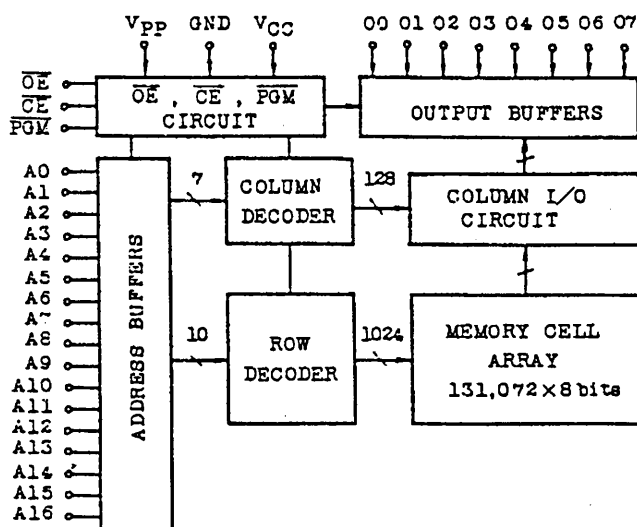 VPP GND VCC O0 O1 O2 O3 O4 O5 O6 O7
OE
CE
PGM
OE , CE , PGM
CIRCUIT
OUTPUT BUFFERS
A0
A1
A2
A3
A4
A5
A6
A7
A8
A9
A10
A11
A12
A13
A14
A15
A16
ADDRESS BUFFERS
7
COLUMN
DECODER
128
COLUMN I/O
CIRCUIT
10
ROW
DECODER
1024
MEMORY CELL
ARRAY
131,072×8 bits